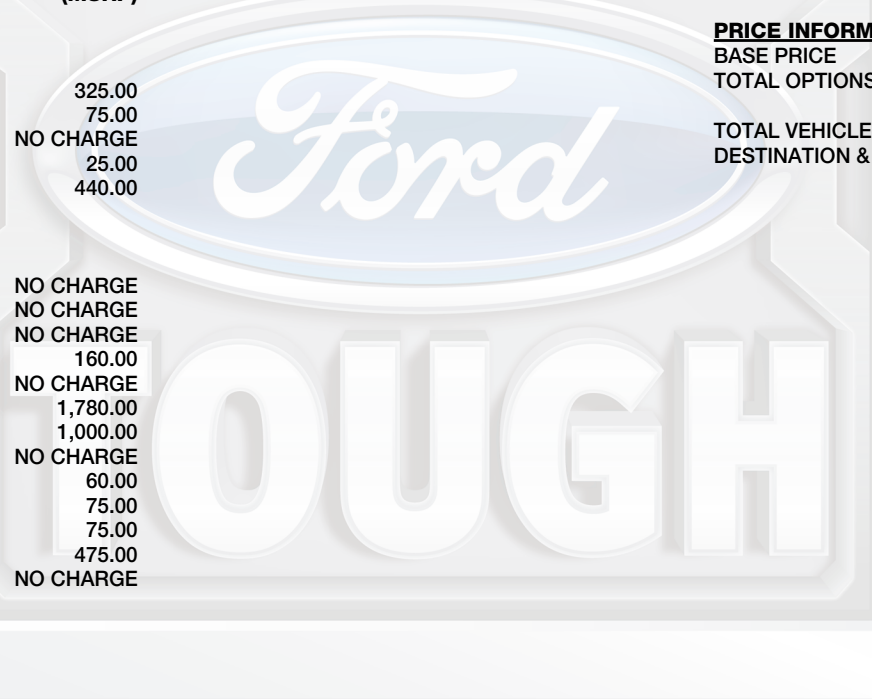 (MSRP)
325.00
75.00
NO CHARGE
25.00
440.00
NO CHARGE
NO CHARGE
NO CHARGE
160.00
NO CHARGE
1,780.00
1,000.00
NO CHARGE
60.00
75.00
75.00
475.00
NO CHARGE
PRICE INFORM
BASE PRICE
TOTAL OPTIONS
TOTAL VEHICLE
DESTINATION &
Ford
TOUGH